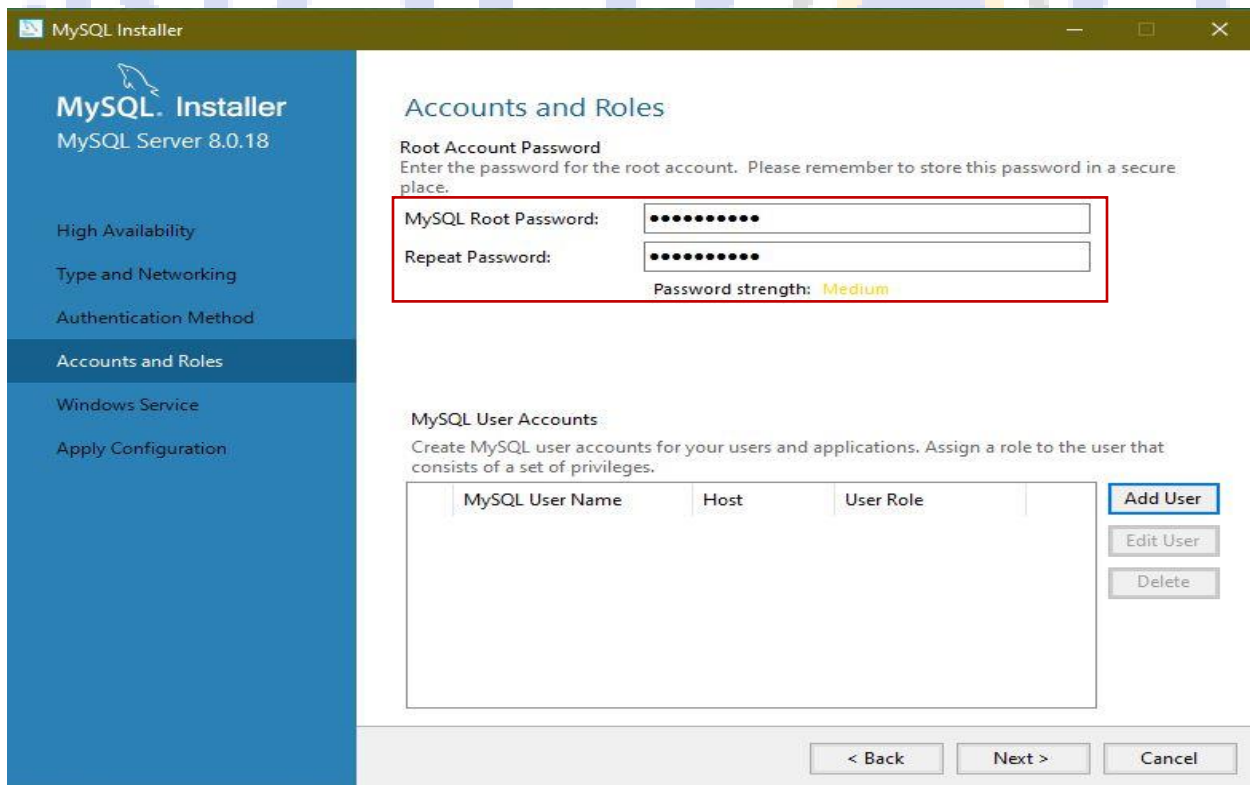 MySQL Installer
MySQL. Installer
MySQL Server 8.0.18
High Availability
Type and Networking
Authentication Method
Accounts and Roles
Windows Service
Apply Configuration
Accounts and Roles
Root Account Password
Enter the password for the root account. Please remember to store this password in a secure
place.
MySQL Root Password: ●●●●●●●●●●
Repeat Password: ●●●●●●●●●●
Password strength: Medium
MySQL User Accounts
Create MySQL user accounts for your users and applications. Assign a role to the user that
consists of a set of privileges.
MySQL User Name Host User Role
Add User
Edit User
Delete
< Back Next > Cancel